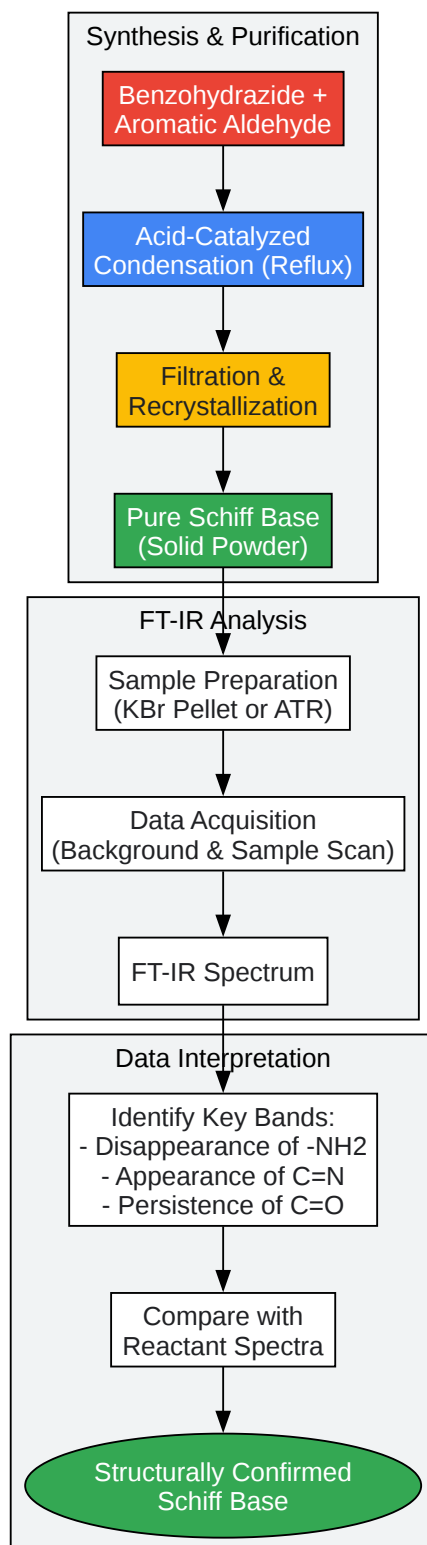 Synthesis & Purification
Benzohydrazide +
Aromatic Aldehyde
Acid-Catalyzed
Condensation (Reflux)
Filtration &
Recrystallization
Pure Schiff Base
(Solid Powder)
FT-IR Analysis
Sample Preparation
(KBr Pellet or ATR)
Data Acquisition
(Background & Sample Scan)
FT-IR Spectrum
Data Interpretation
Identify Key Bands:
- Disappearance of -NH2
- Appearance of C=N
- Persistence of C=O
Compare with
Reactant Spectra
Structurally Confirmed
Schiff Base